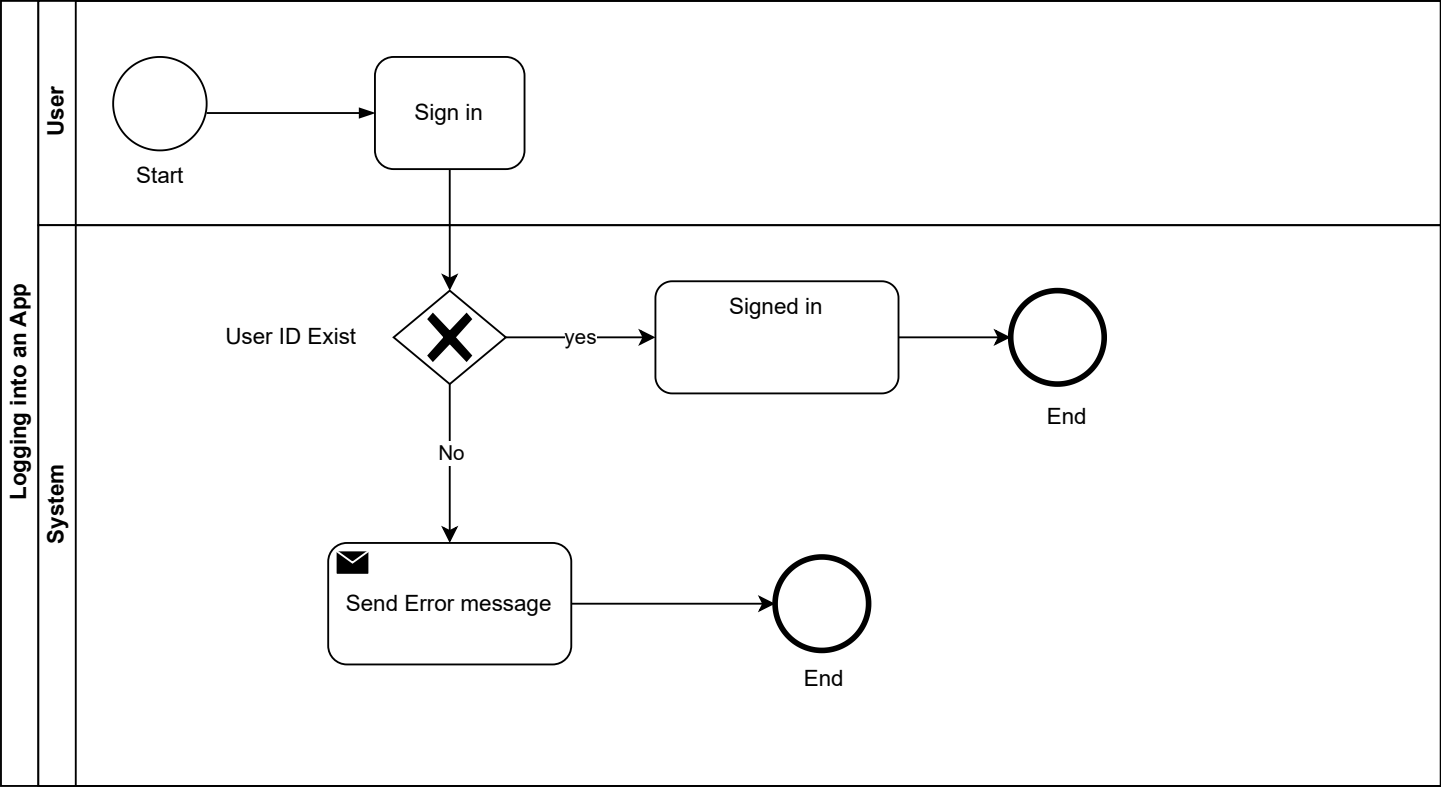 Logging into an App
User
Start
Sign in
System
User ID Exist
yes
Signed in
End
No
Send Error message
End